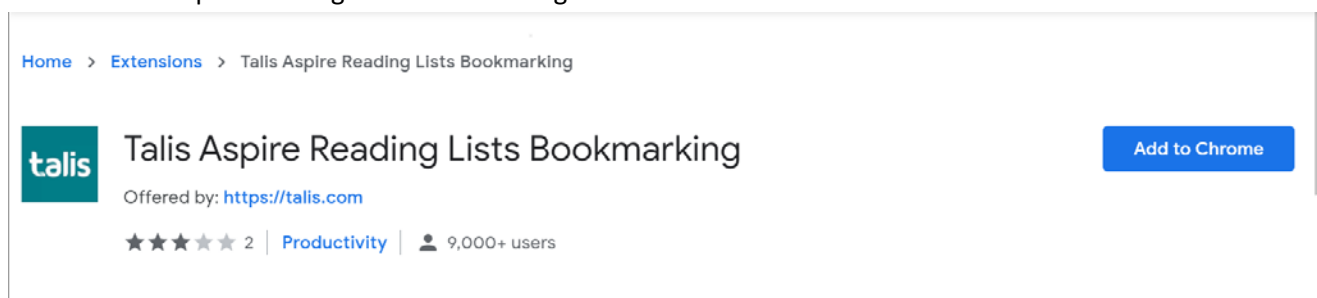 Home > Extensions > Talis Aspire Reading Lists Bookmarking
talis
Talis Aspire Reading Lists Bookmarking
Add to Chrome
Offered by: https://talis.com
★★★★★ 2 | Productivity | 9,000+ users